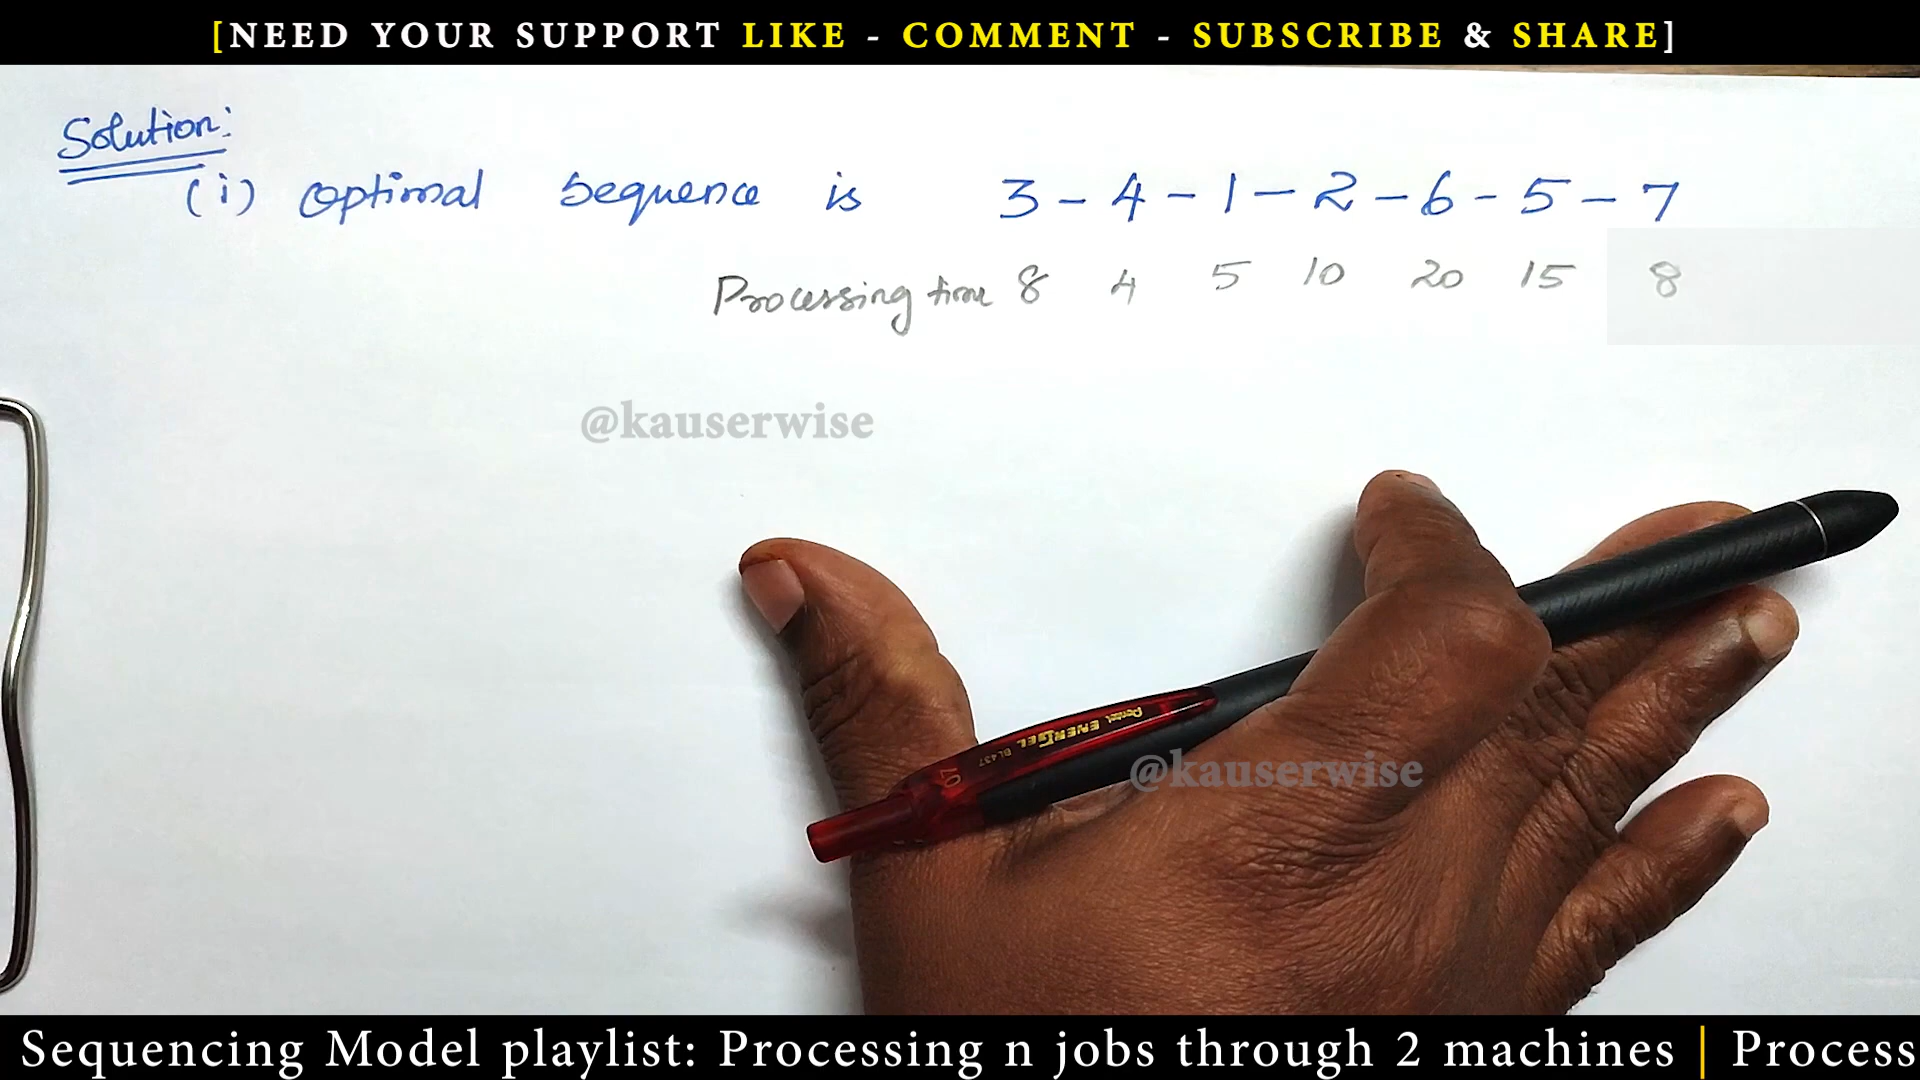 [NEED YOUR SUPPORT LIKE - COMMENT - SUBSCRIBE & SHARE]
Solution:
(i) Optimal sequence is 3 - 4 - 1 - 2 - 6 - 5 - 7
Processing time 8 4 5 10 20 15 8
@kauserwise
Pentel ENERGEL BL437
07
@kauserwise
Sequencing Model playlist: Processing n jobs through 2 machines | Process